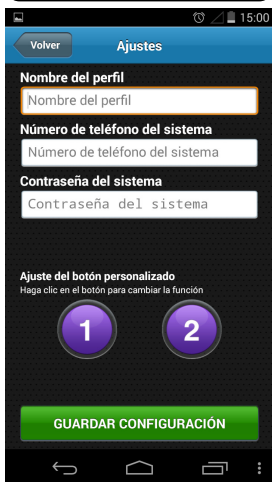 15:00
Volver
Ajustes
Nombre del perfil
Nombre del perfil
Número de teléfono del sistema
Número de teléfono del sistema
Contraseña del sistema
Contraseña del sistema
Ajuste del botón personalizado
Haga clic en el botón para cambiar la función
1
2
GUARDAR CONFIGURACIÓN